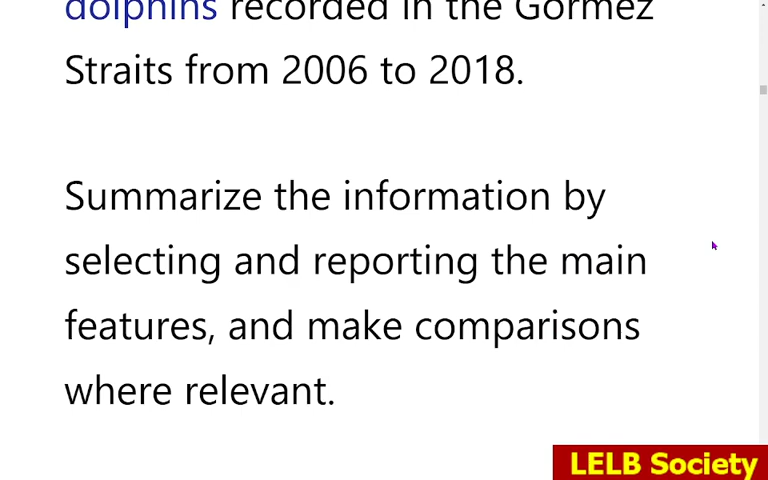 dolphins recorded in the Gormez
Straits from 2006 to 2018.
Summarize the information by
selecting and reporting the main
features, and make comparisons
where relevant.
LELB Society